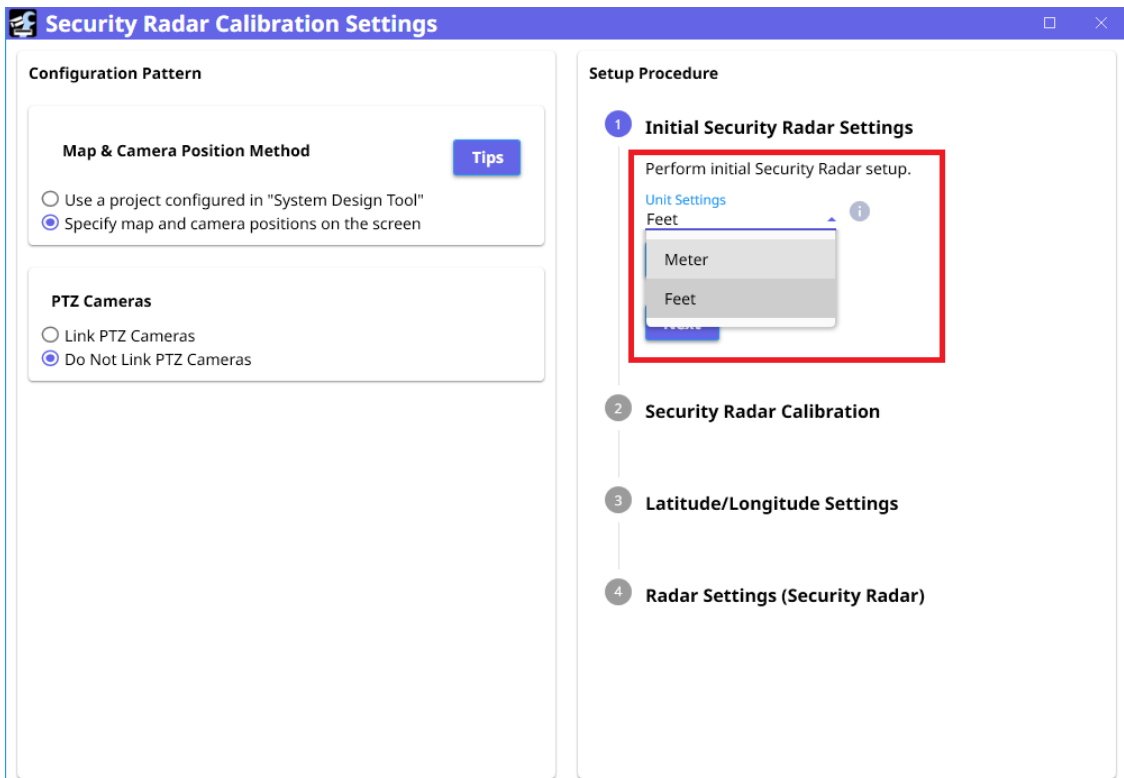 Security Radar Calibration Settings
Configuration Pattern
Map & Camera Position Method
Tips
Use a project configured in "System Design Tool"
Specify map and camera positions on the screen
PTZ Cameras
Link PTZ Cameras
Do Not Link PTZ Cameras
Setup Procedure
1 Initial Security Radar Settings
Perform initial Security Radar setup.
Unit Settings
Feet
Meter
Feet
Next
2 Security Radar Calibration
3 Latitude/Longitude Settings
4 Radar Settings (Security Radar)